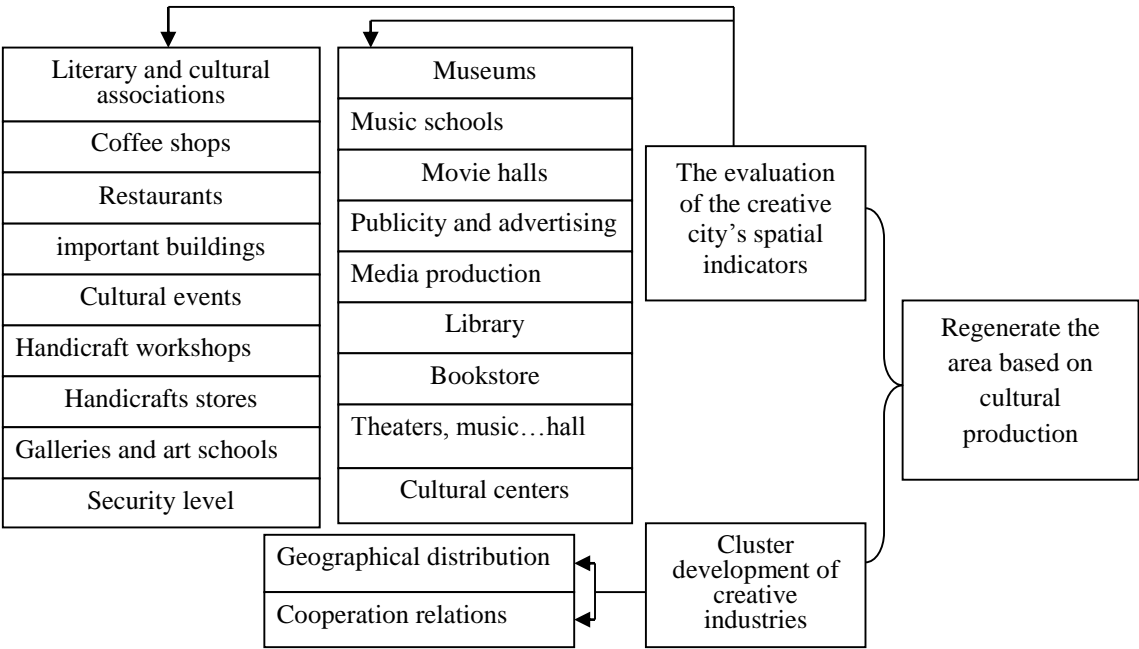 Literary and cultural
associations
Coffee shops
Restaurants
important buildings
Cultural events
Handicraft workshops
Handicrafts stores
Galleries and art schools
Security level
Museums
Music schools
Movie halls
Publicity and advertising
Media production
Library
Bookstore
Theaters, music…hall
Cultural centers
The evaluation
of the creative
city’s spatial
indicators
Regenerate the
area based on
cultural
production
Geographical distribution
Cooperation relations
Cluster
development of
creative
industries